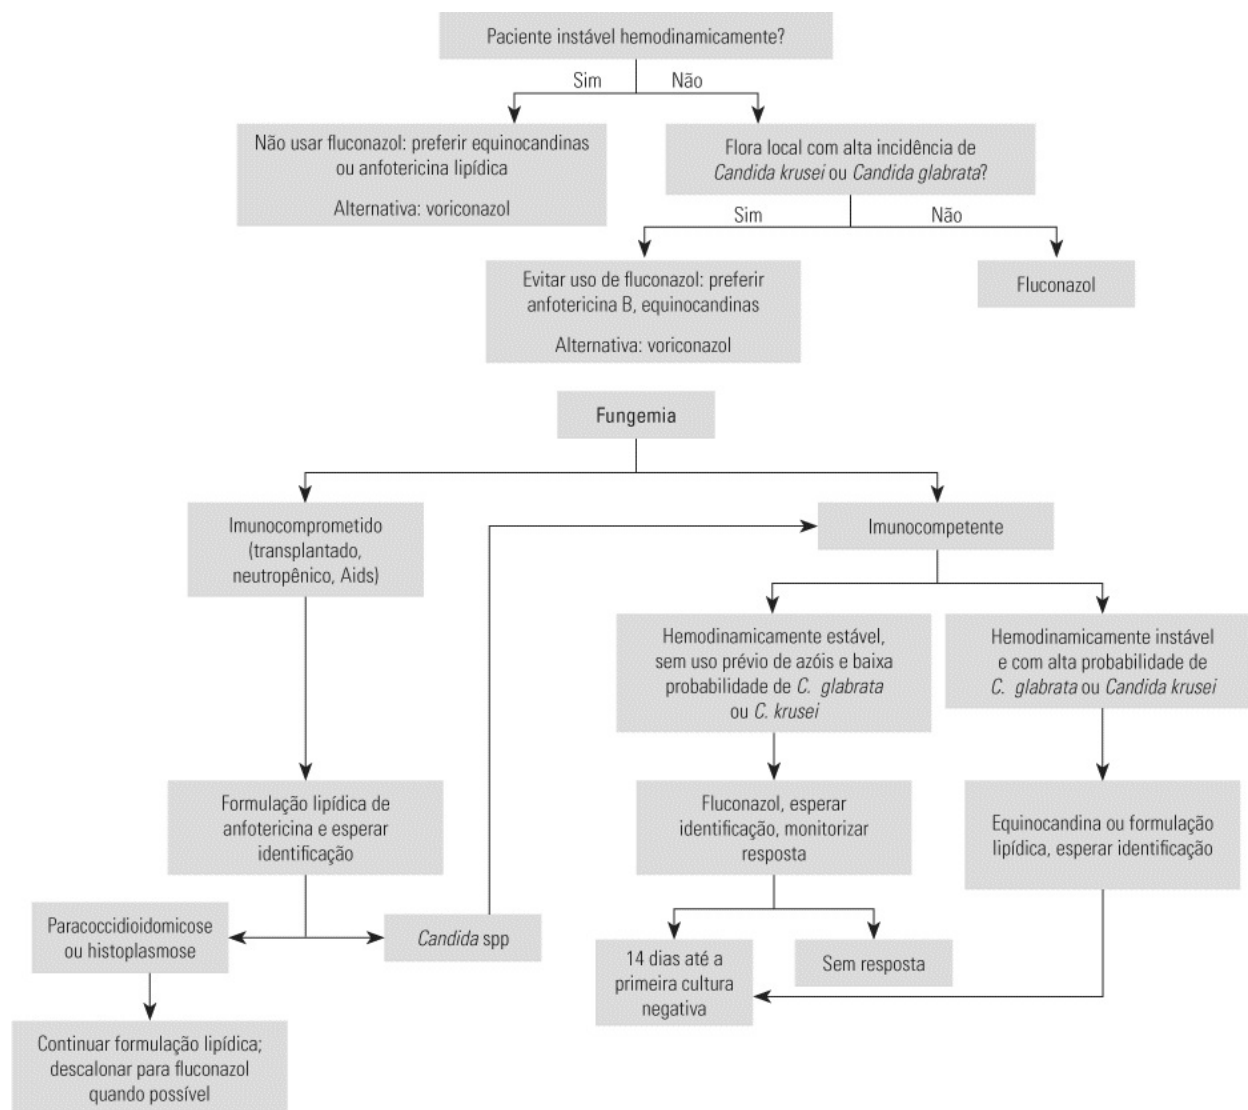 Paciente instável hemodinamicamente?
Sim
Não
Não usar fluconazol: preferir equinocandinas
ou anfotericina lipídica
Alternativa: voriconazol
Flora local com alta incidência de
Candida krusei ou Candida glabrata?
Sim
Não
Evitar uso de fluconazol: preferir
anfotericina B, equinocandinas
Alternativa: voriconazol
Fluconazol
Fungemia
Imunocomprometido
(transplantado,
neutropênico, Aids)
Imunocompetente
Hemodinamicamente estável,
sem uso prévio de azóis e baixa
probabilidade de C. glabrata
ou C. krusei
Hemodinamicamente instável
e com alta probabilidade de
C. glabrata ou Candida krusei
Formulação lipídica de
anfotericina e esperar
identificação
Fluconazol, esperar
identificação, monitorizar
resposta
Equinocandina ou formulação
lipídica, esperar identificação
Paracoccidioidomicose
ou histoplasmose
Candida spp
14 dias até a
primeira cultura
negativa
Sem resposta
Continuar formulação lipídica;
descalonar para fluconazol
quando possível